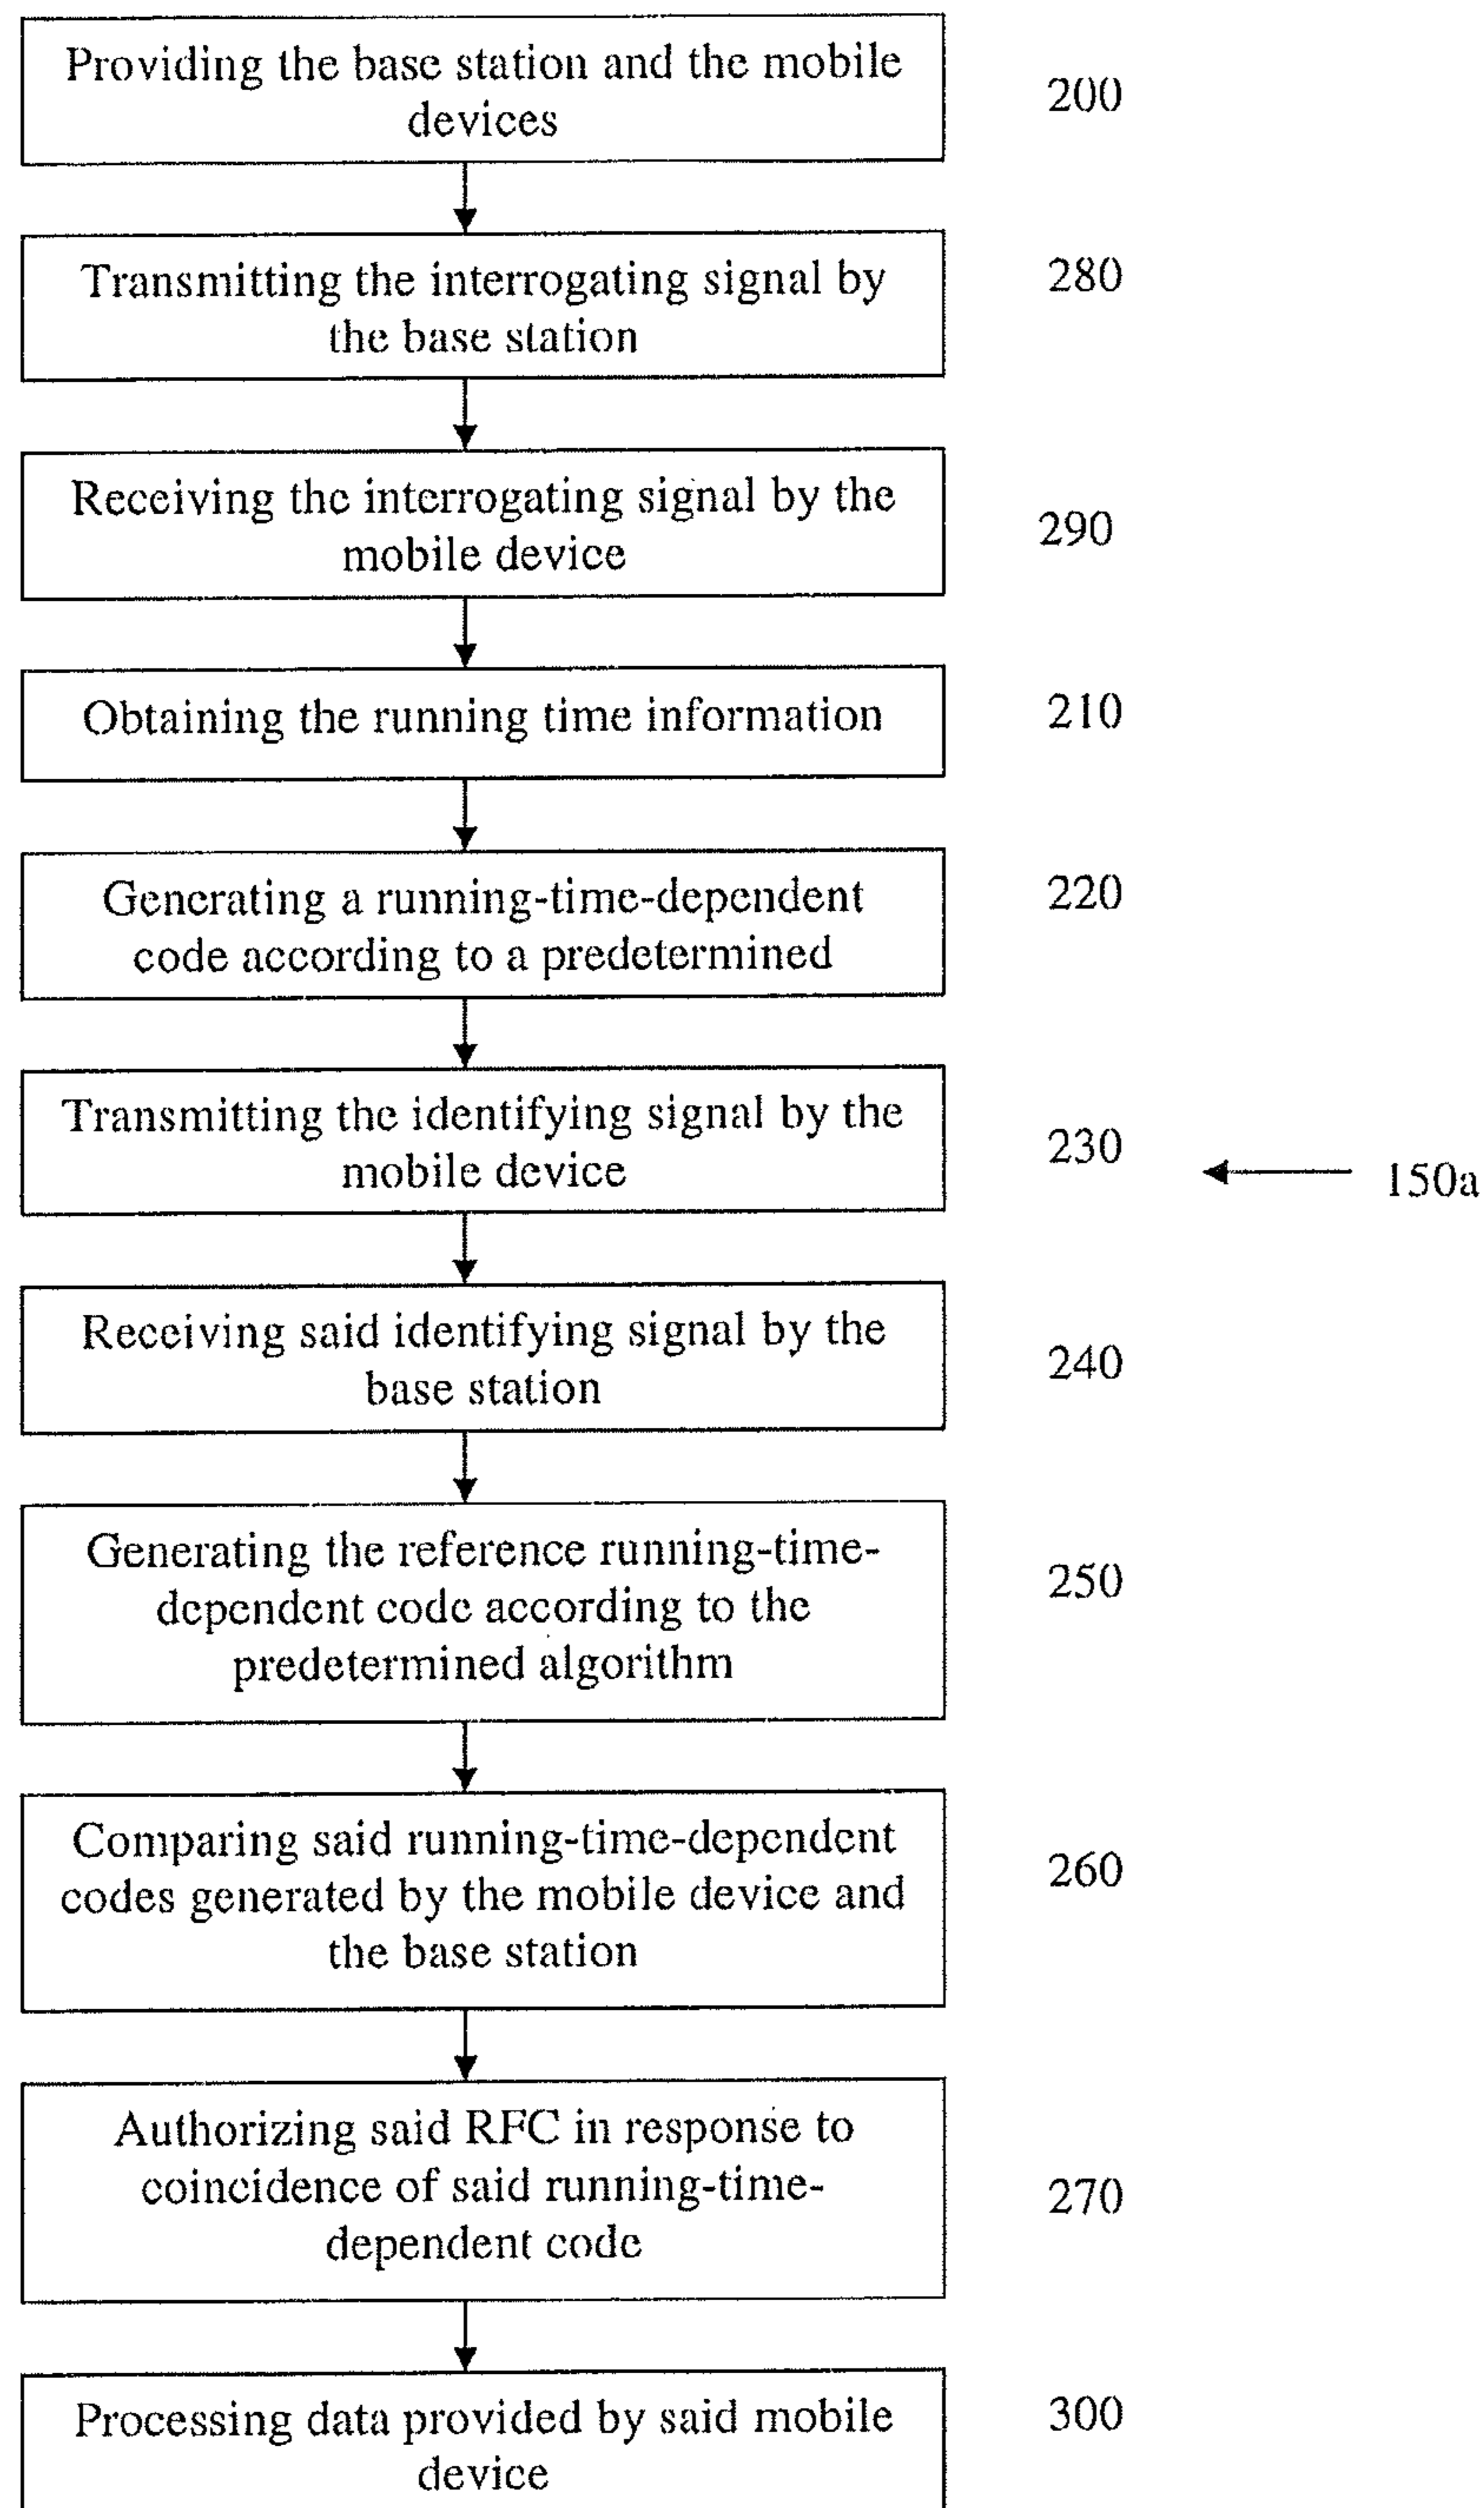 Providing the base station and the mobile
devices
200
Transmitting the interrogating signal by
the base station
280
Receiving the interrogating signal by the
mobile device
290
Obtaining the running time information
210
Generating a running-time-dependent
code according to a predetermined
220
Transmitting the identifying signal by the
mobile device
230
150a
Receiving said identifying signal by the
base station
240
Generating the reference running-time-
dependent code according to the
predetermined algorithm
250
Comparing said running-time-dependent
codes generated by the mobile device and
the base station
260
Authorizing said RFC in response to
coincidence of said running-time-
dependent code
270
Processing data provided by said mobile
device
300